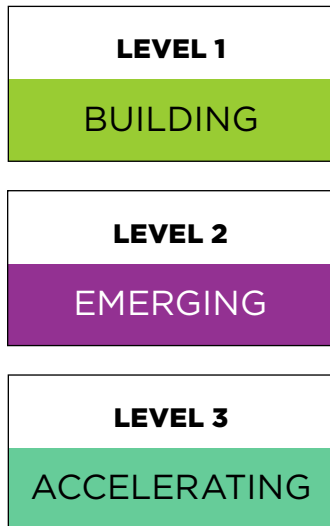 LEVEL 1
BUILDING
LEVEL 2
EMERGING
LEVEL 3
ACCELERATING